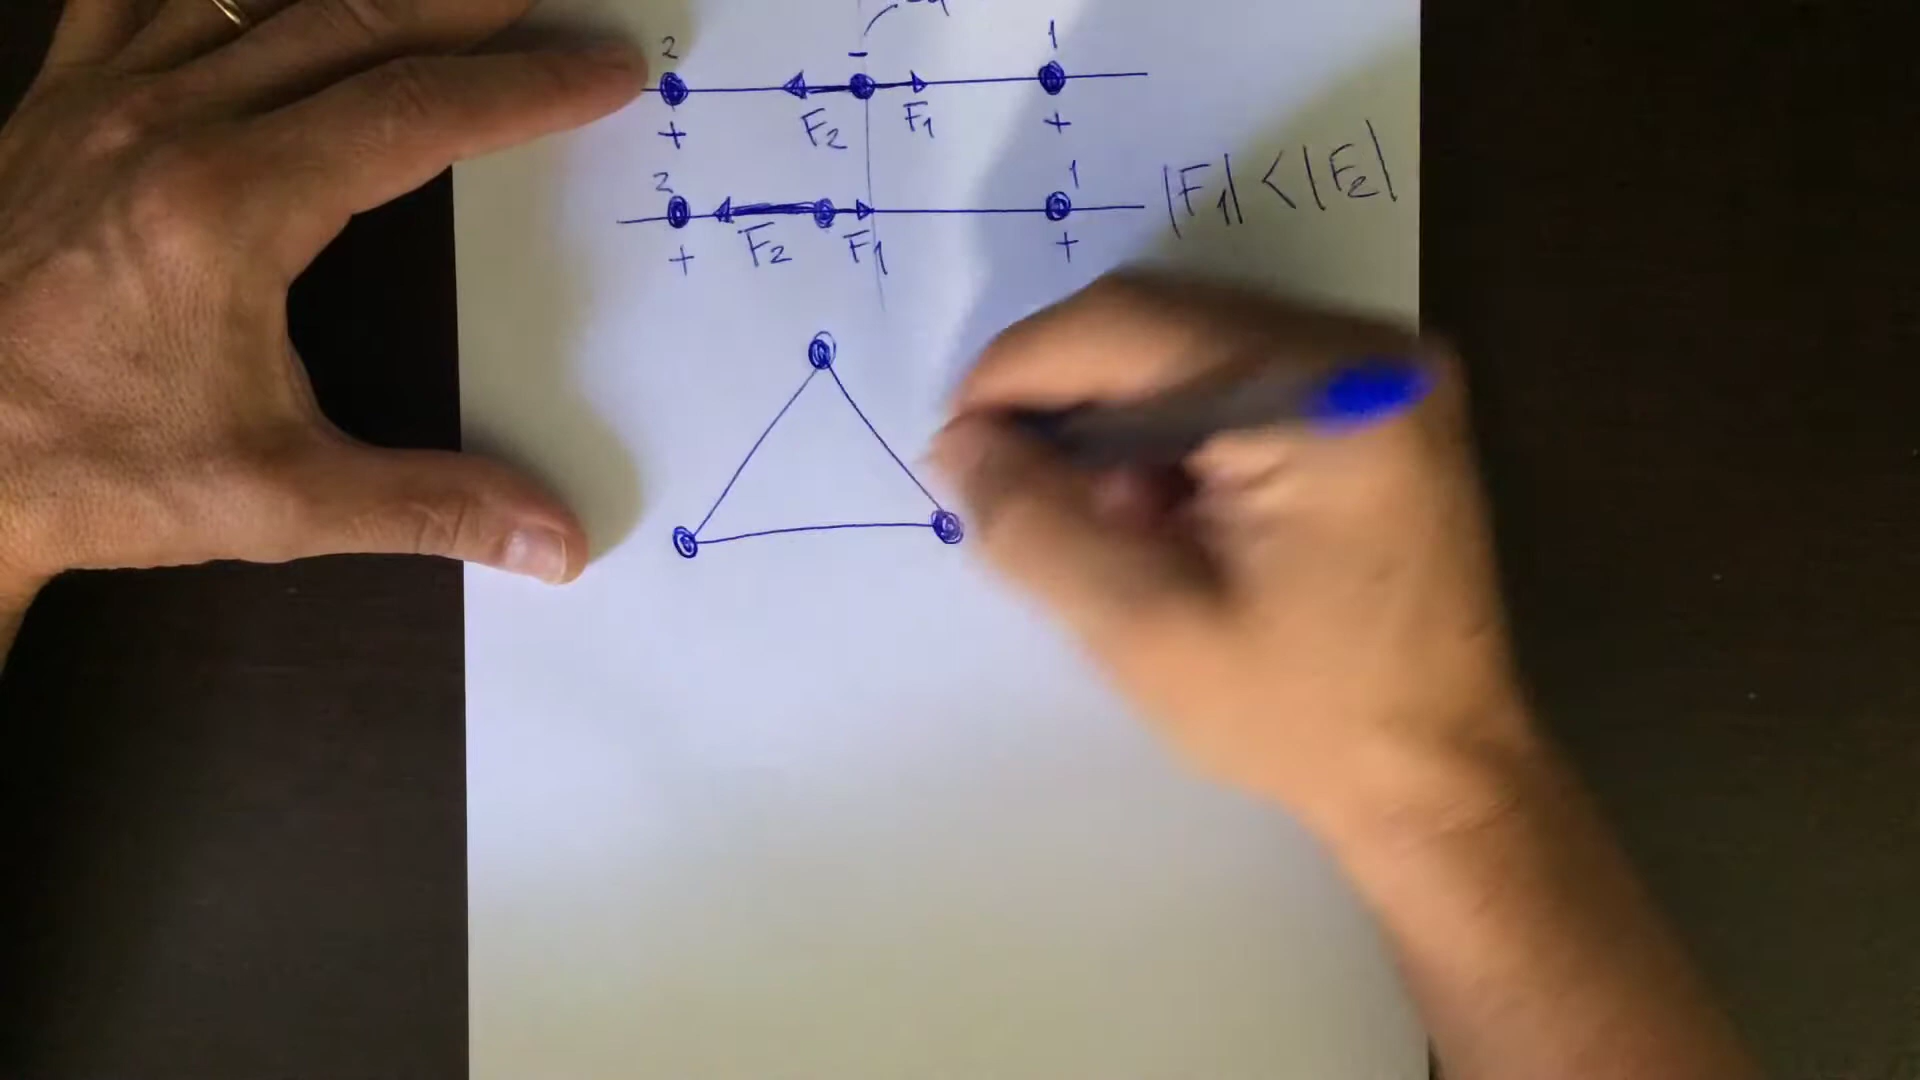 2 - 1
F2 F1
+ +
2 1
|F1| < |F2|
+ F2 F1 +